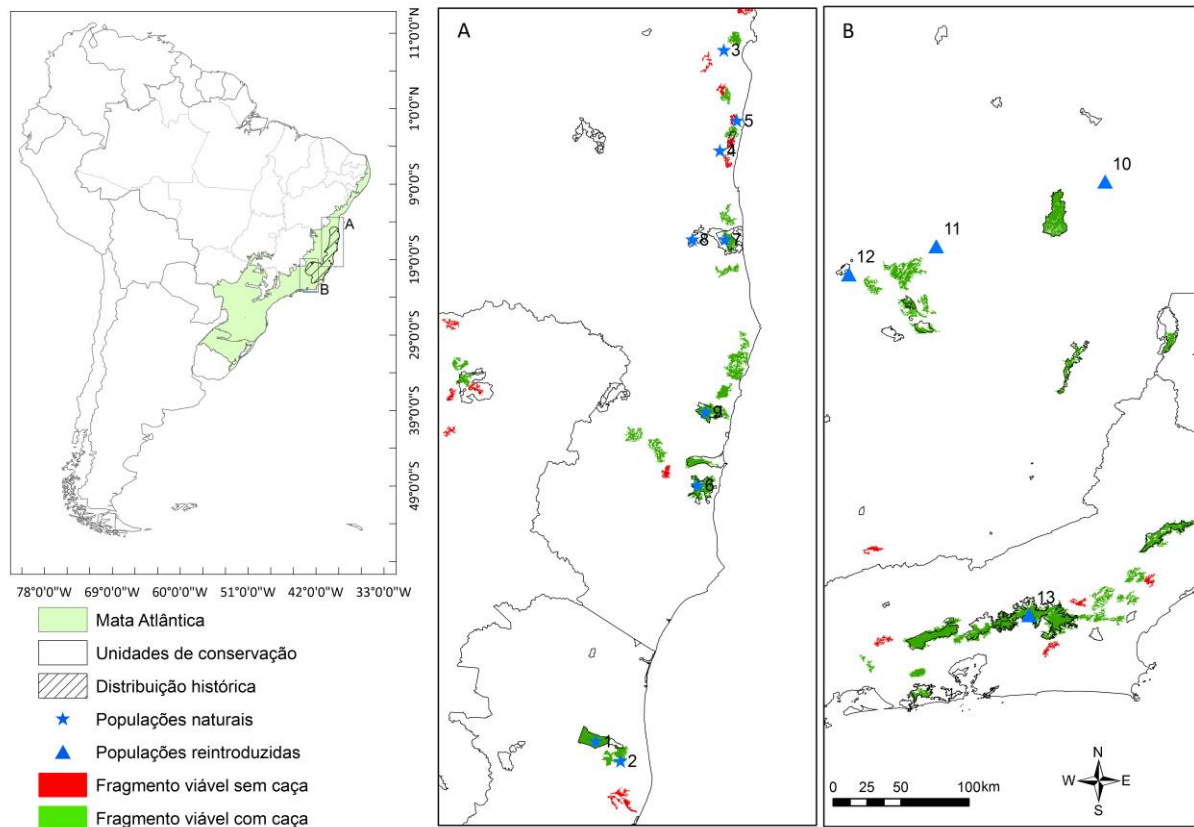 11°0'0"N
1°0'0"N
9°0'0"S
19°0'0"S
29°0'0"S
39°0'0"S
49°0'0"S
A
B
78°0'0"W 69°0'0"W 60°0'0"W 51°0'0"W 42°0'0"W 33°0'0"W
Mata Atlântica
Unidades de conservação
Distribuição histórica
Populações naturais
Populações reintroduzidas
Fragmento viável sem caça
Fragmento viável com caça
A
3
5
4
8
7
9
6
1
2
B
10
11
12
13
N
W E
S
0 25 50 100km